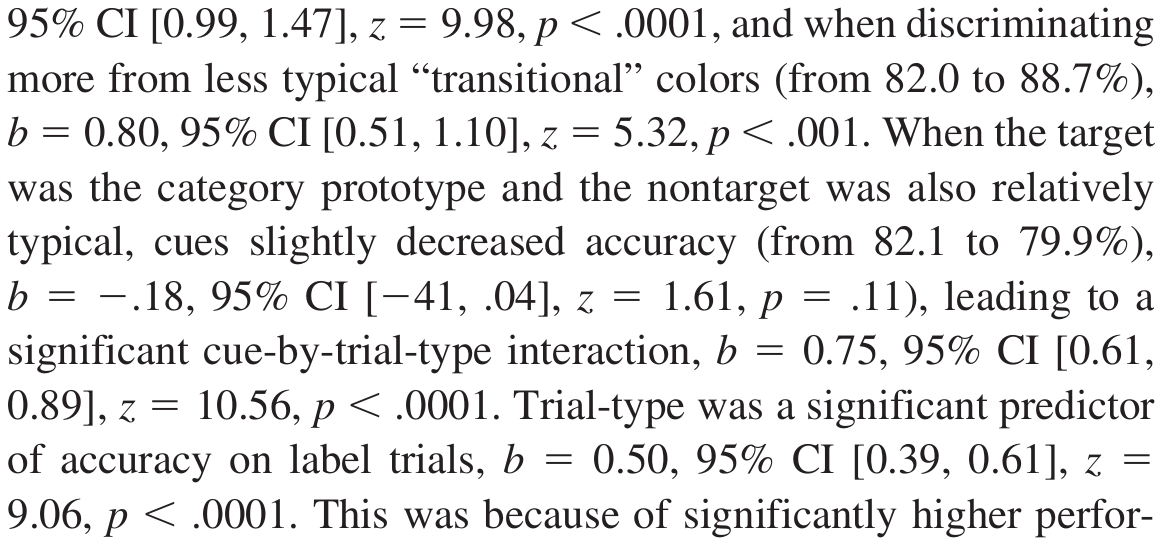 95% CI [0.99, 1.47], z = 9.98, p < .0001, and when discriminating
more from less typical “transitional” colors (from 82.0 to 88.7%),
b = 0.80, 95% CI [0.51, 1.10], z = 5.32, p < .001. When the target
was the category prototype and the nontarget was also relatively
typical, cues slightly decreased accuracy (from 82.1 to 79.9%),
b = −.18, 95% CI [−41, .04], z = 1.61, p = .11), leading to a
significant cue-by-trial-type interaction, b = 0.75, 95% CI [0.61,
0.89], z = 10.56, p < .0001. Trial-type was a significant predictor
of accuracy on label trials, b = 0.50, 95% CI [0.39, 0.61], z =
9.06, p < .0001. This was because of significantly higher perfor-